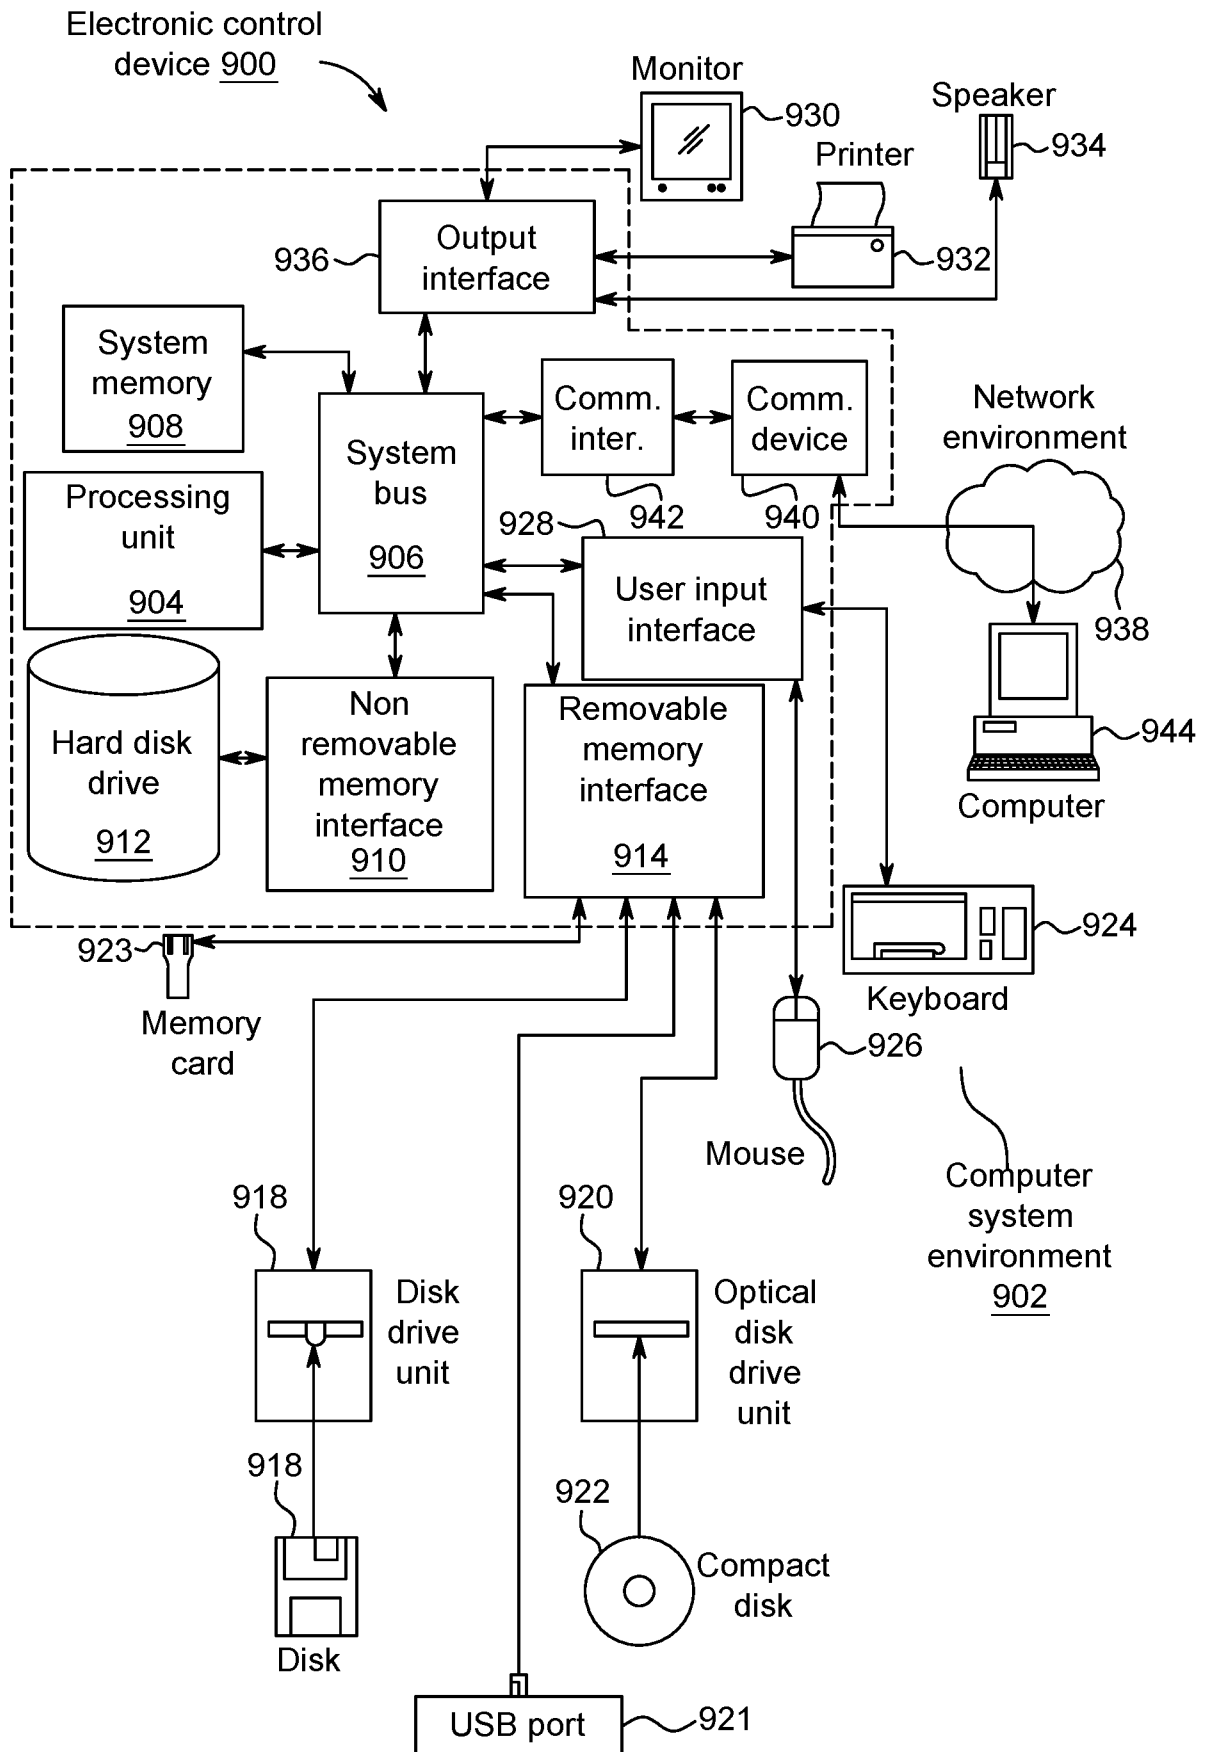 Electronic control
device 900
Monitor
930
Speaker
934
Printer
932
Output
interface
936
System
memory
908
Comm.
inter.
942
Comm.
device
940
Network
environment
938
System
bus
906
Processing
unit
904
928
User input
interface
Computer
944
Hard disk
drive
912
Non
removable
memory
interface
910
Removable
memory
interface
914
923
Memory
card
924
Keyboard
926
Mouse
Computer
system
environment
902
918
Disk
drive
unit
920
Optical
disk
drive
unit
918
Disk
922
Compact
disk
USB port
921